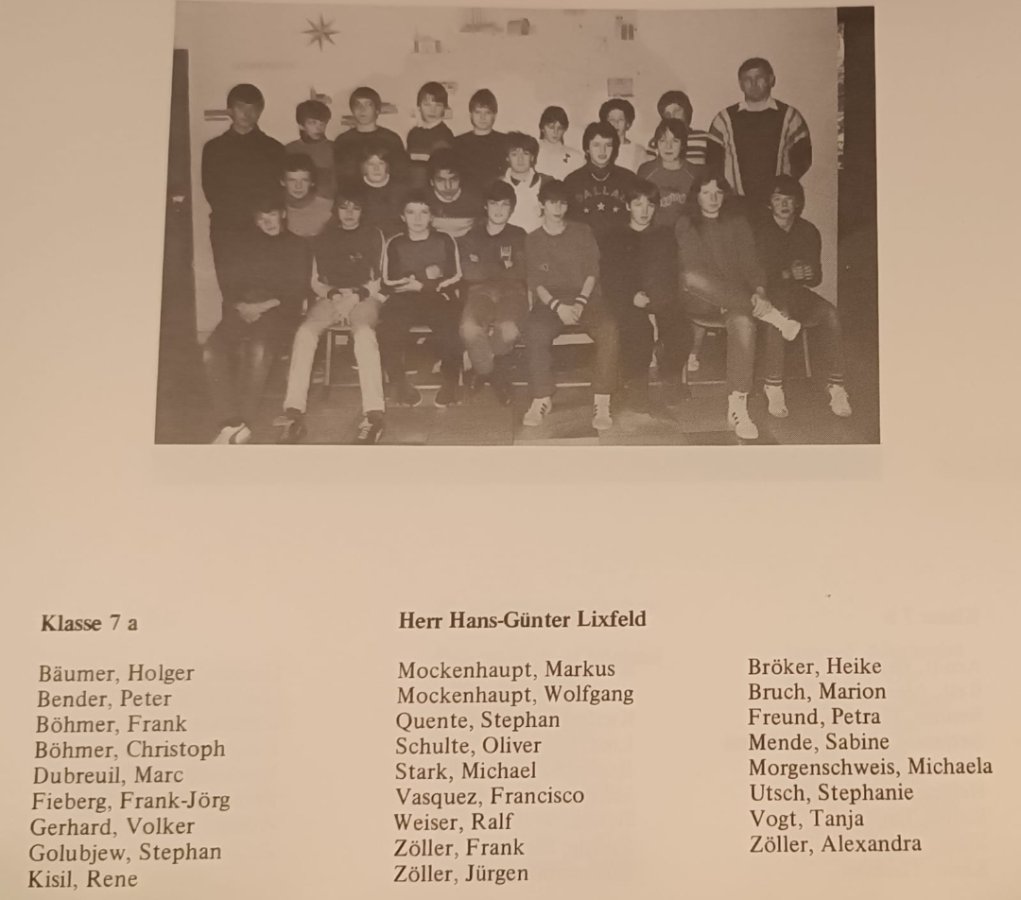 DALLAS
Klasse 7 a
Herr Hans-Günter Lixfeld
Bäumer, Holger
Bender, Peter
Böhmer, Frank
Böhmer, Christoph
Dubreuil, Marc
Fieberg, Frank-Jörg
Gerhard, Volker
Golubjew, Stephan
Kisil, Rene
Mockenhaupt, Markus
Mockenhaupt, Wolfgang
Quente, Stephan
Schulte, Oliver
Stark, Michael
Vasquez, Francisco
Weiser, Ralf
Zöller, Frank
Zöller, Jürgen
Bröker, Heike
Bruch, Marion
Freund, Petra
Mende, Sabine
Morgenschweis, Michaela
Utsch, Stephanie
Vogt, Tanja
Zöller, Alexandra